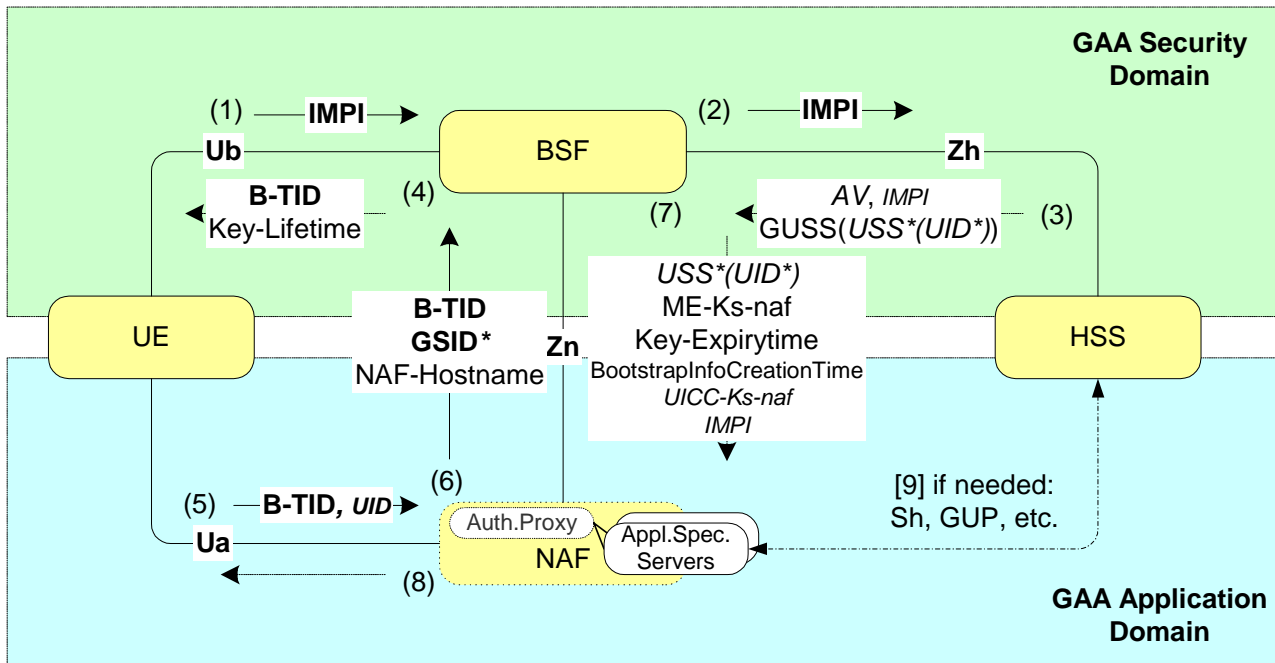 GAA Security
Domain
(1)
IMPI
(2)
IMPI
Ub
BSF
Zh
B-TID
Key-Lifetime
(4)
(7)
AV, IMPI
GUSS(USS*(UID*))
(3)
UE
B-TID
GSID*
NAF-Hostname
Zn
USS*(UID*)
ME-Ks-naf
Key-Expirytime
BootstrapInfoCreationTime
UICC-Ks-naf
IMPI
HSS
(5)
B-TID, UID
(6)
Ua
(8)
Auth.Proxy
NAF
Appl.Spec.
Servers
[9] if needed:
Sh, GUP, etc.
GAA Application
Domain